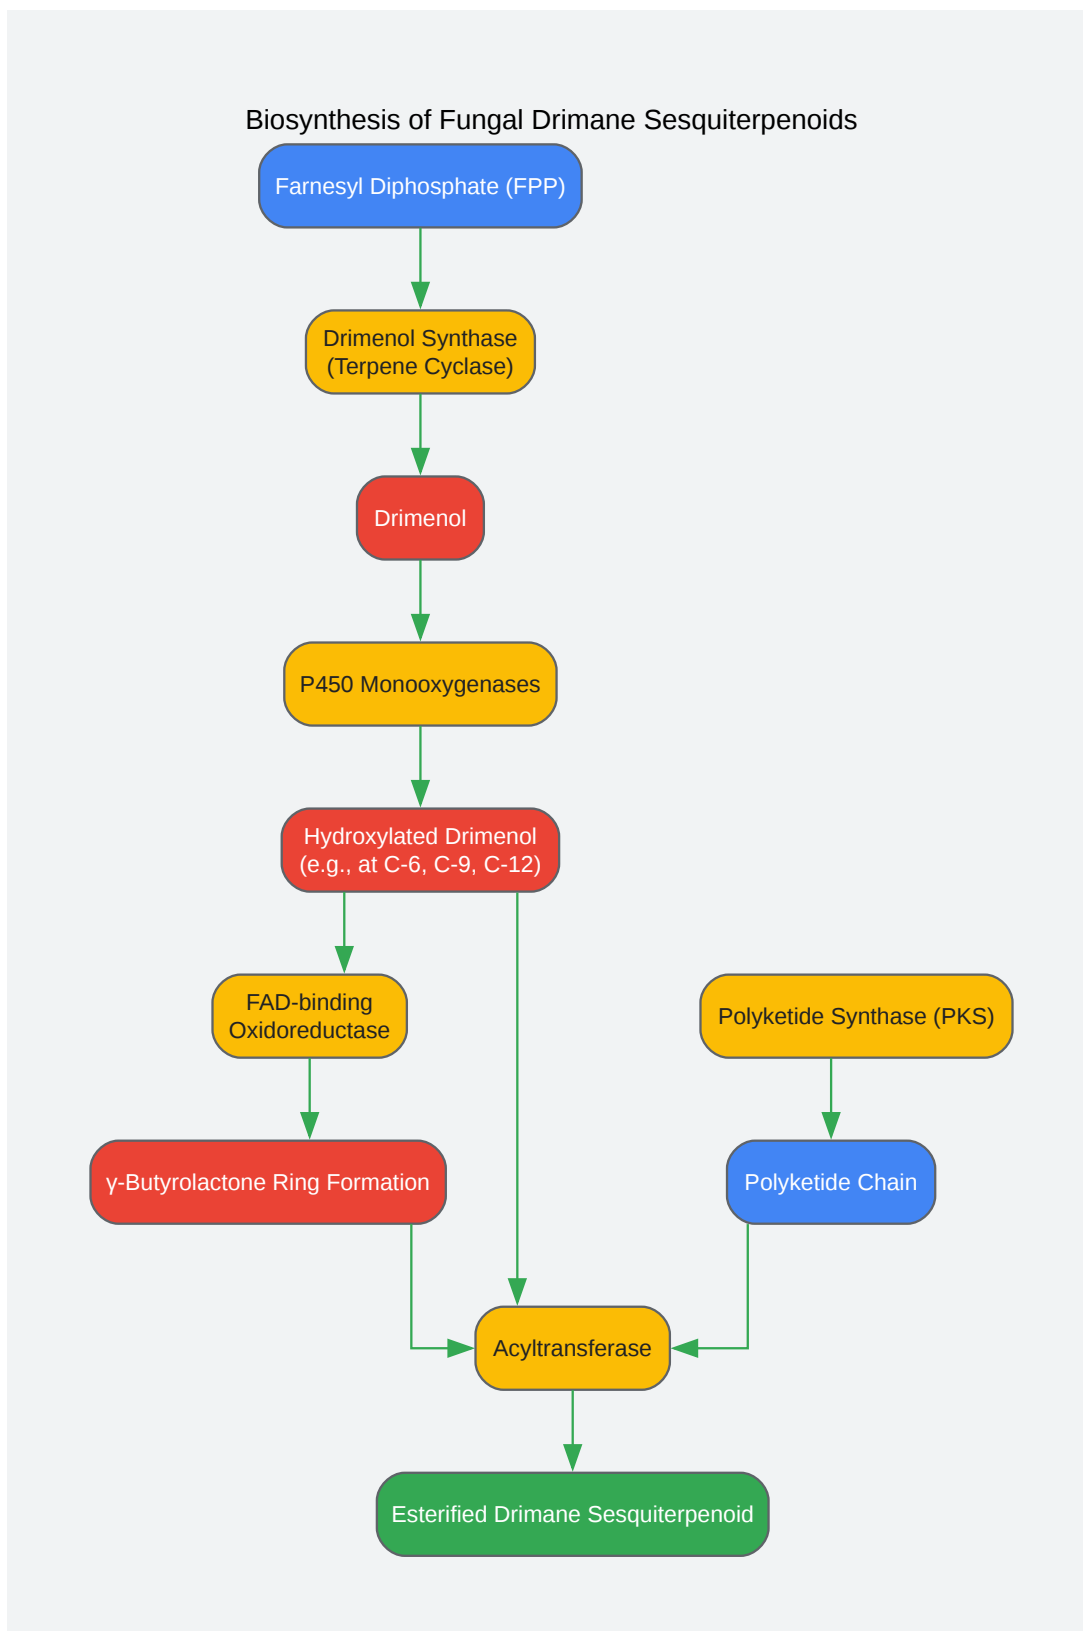 Biosynthesis of Fungal Drimane Sesquiterpenoids
Farnesyl Diphosphate (FPP)
Drimenol Synthase
(Terpene Cyclase)
Drimenol
P450 Monooxygenases
Hydroxylated Drimenol
(e.g., at C-6, C-9, C-12)
FAD-binding
Oxidoreductase
Polyketide Synthase (PKS)
γ-Butyrolactone Ring Formation
Polyketide Chain
Acyltransferase
Esterified Drimane Sesquiterpenoid